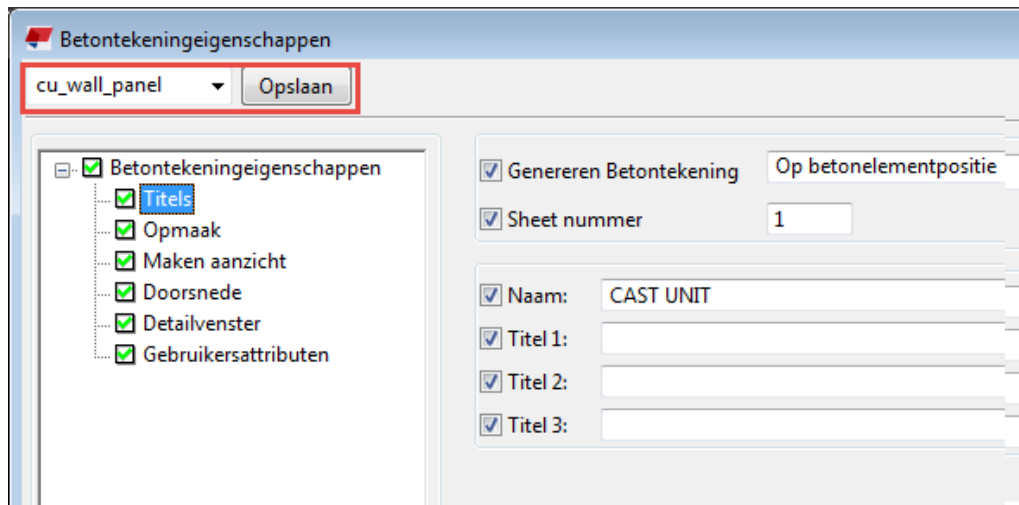 Betontekeningeigenschappen
cu_wall_panel Opslaan
Betontekeningeigenschappen
Titels
Opmaak
Maken aanzicht
Doorsnede
Detailvenster
Gebruikersattributen
Genereren Betontekening Op betonelementpositie
Sheet nummer 1
Naam: CAST UNIT
Titel 1:
Titel 2:
Titel 3: